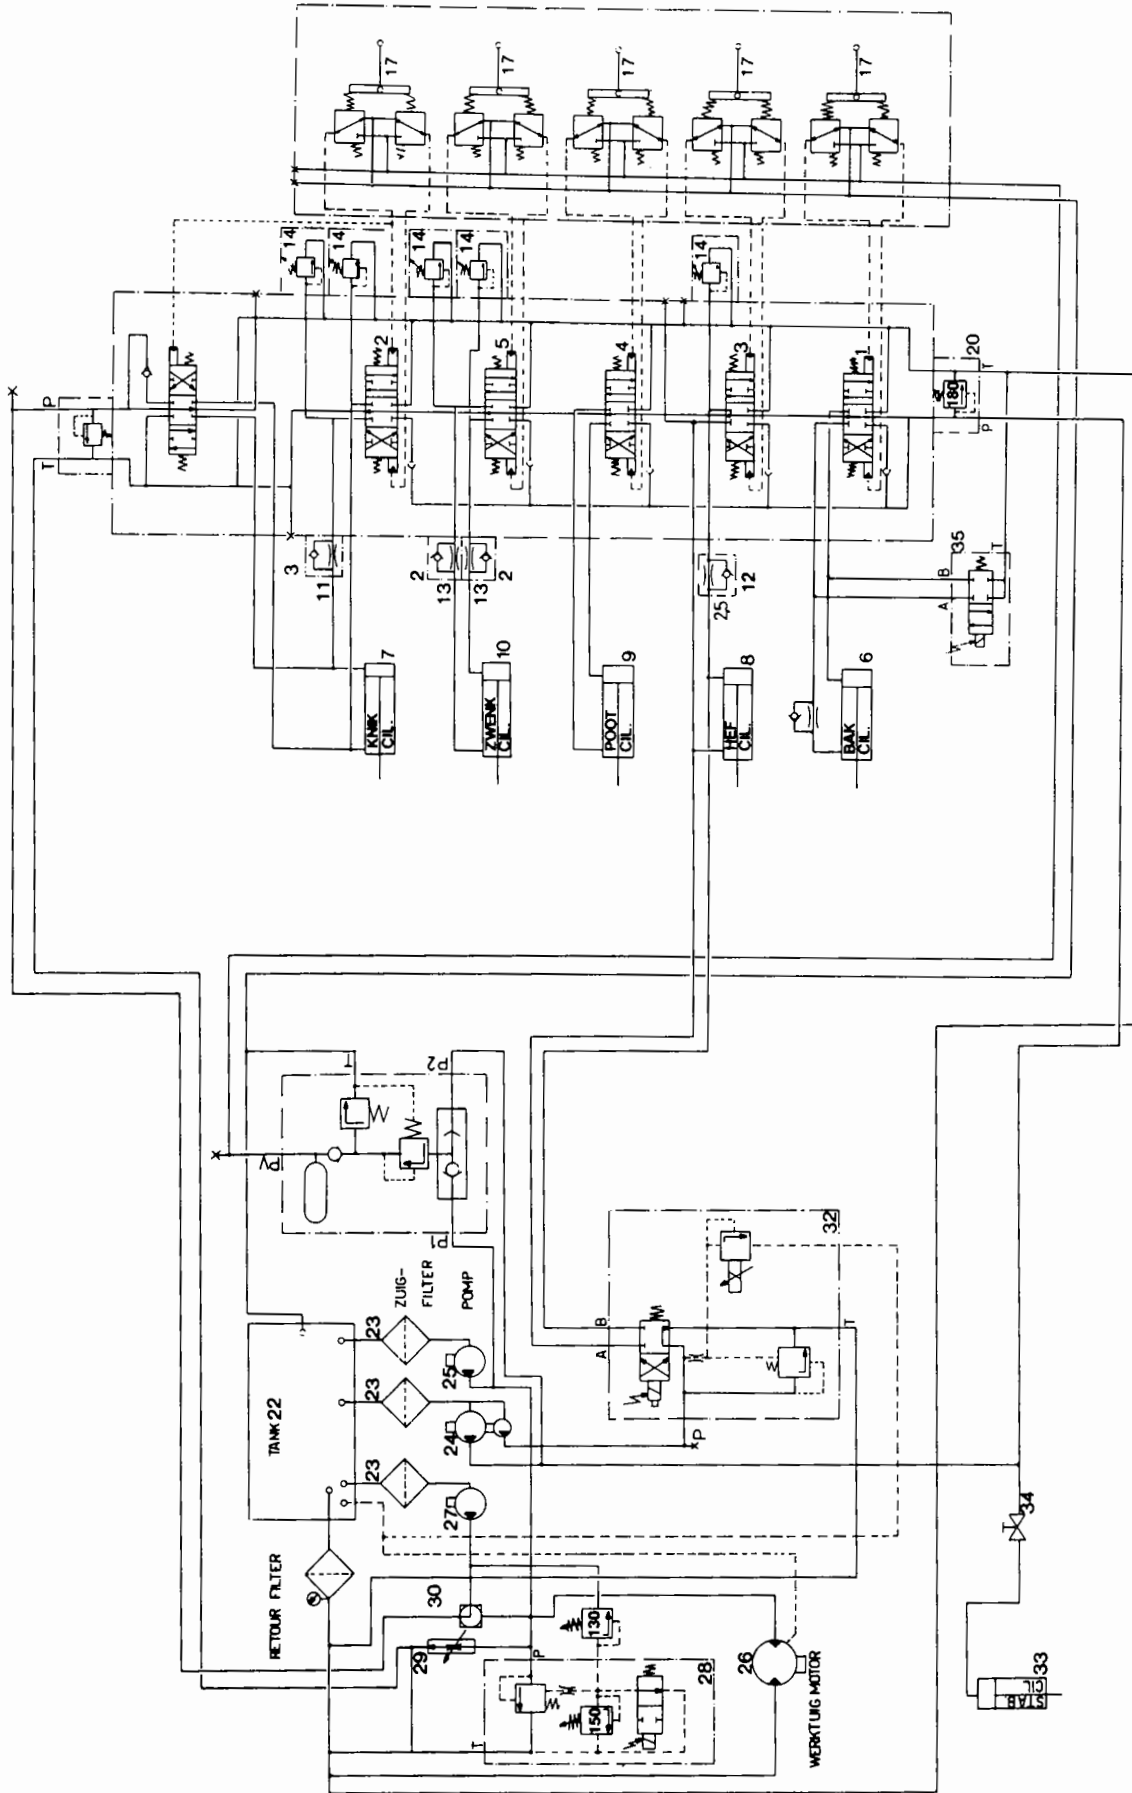 17
17
17
17
17
14
14
14
14
14
P
T
2
5
4
3
1
180
20
T
P
3
11
2
13
13
2
2,5
12
35
B
A
T
KNIK
CIL.
7
ZWENK
CIL.
10
POOT
CIL.
9
HEF
CIL.
8
BAK
CIL.
6
T
P2
PV
P1
TANK 22
23
23
23
ZUIG-
FILTER
POMP
25
24
27
RETOUR FILTER
30
29
P
T
130
150
28
26
WERKTUIG MOTOR
A
B
32
T
P
34
33
STAB.
CIL